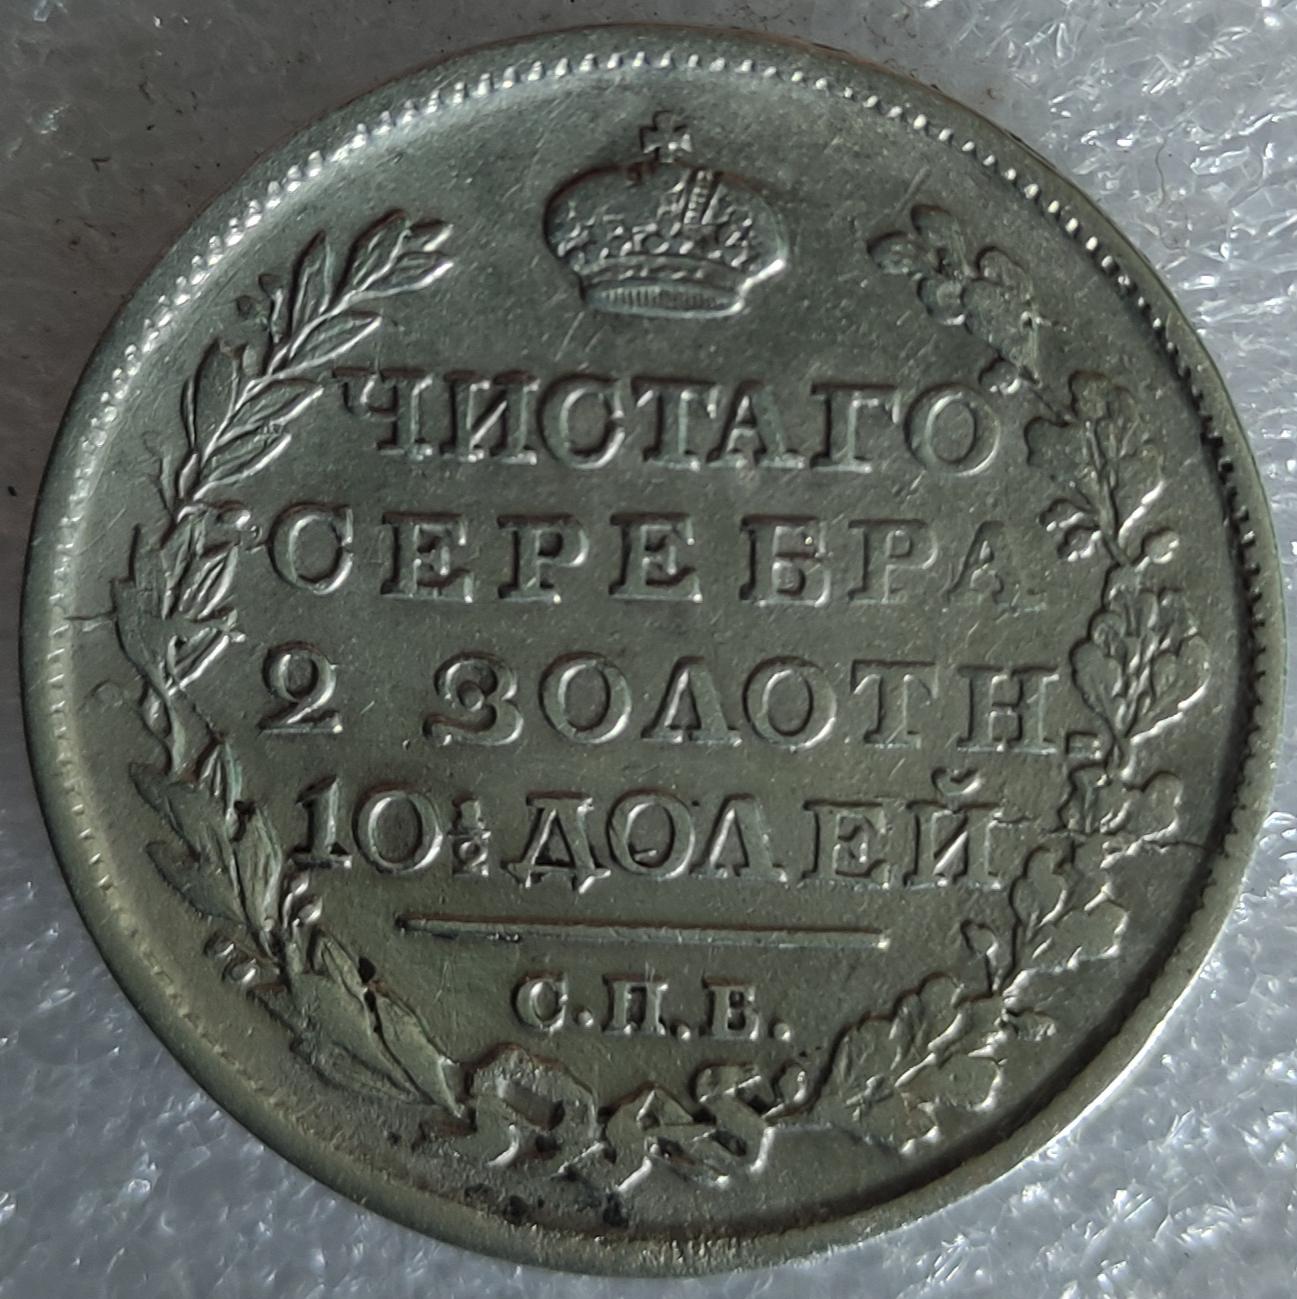 ЧИСТАГО
СЕРЕБРА
2 ЗОЛОТН.
10½ ДОЛЕЙ
С.П.Б.